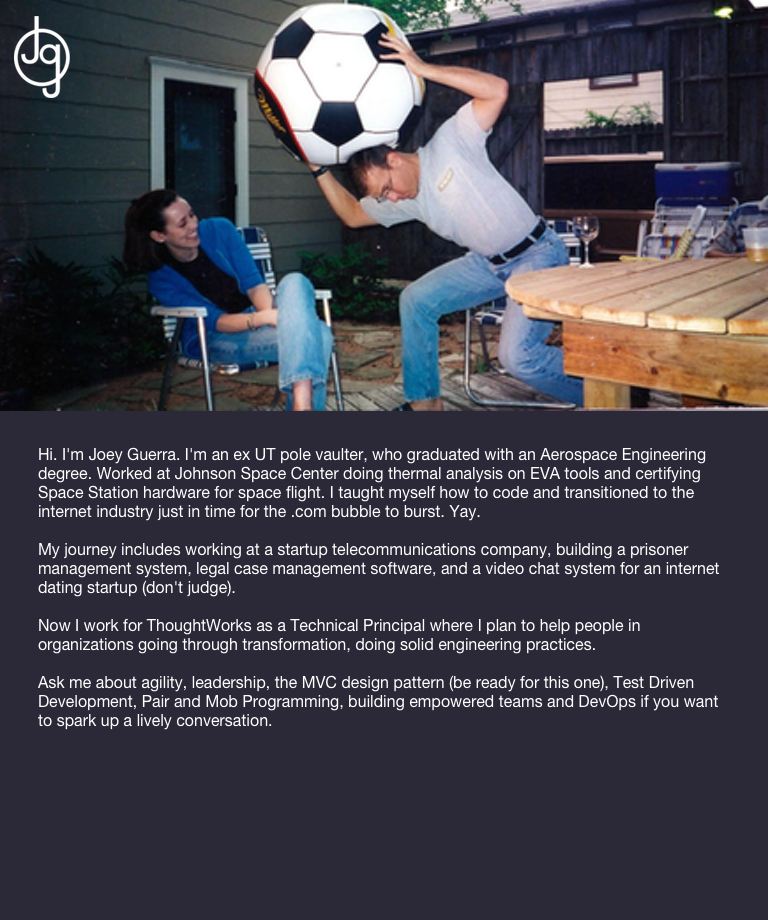 jg
Miller
Hi. I'm Joey Guerra. I'm an ex UT pole vaulter, who graduated with an Aerospace Engineering
degree. Worked at Johnson Space Center doing thermal analysis on EVA tools and certifying
Space Station hardware for space flight. I taught myself how to code and transitioned to the
internet industry just in time for the .com bubble to burst. Yay.
My journey includes working at a startup telecommunications company, building a prisoner
management system, legal case management software, and a video chat system for an internet
dating startup (don't judge).
Now I work for ThoughtWorks as a Technical Principal where I plan to help people in
organizations going through transformation, doing solid engineering practices.
Ask me about agility, leadership, the MVC design pattern (be ready for this one), Test Driven
Development, Pair and Mob Programming, building empowered teams and DevOps if you want
to spark up a lively conversation.